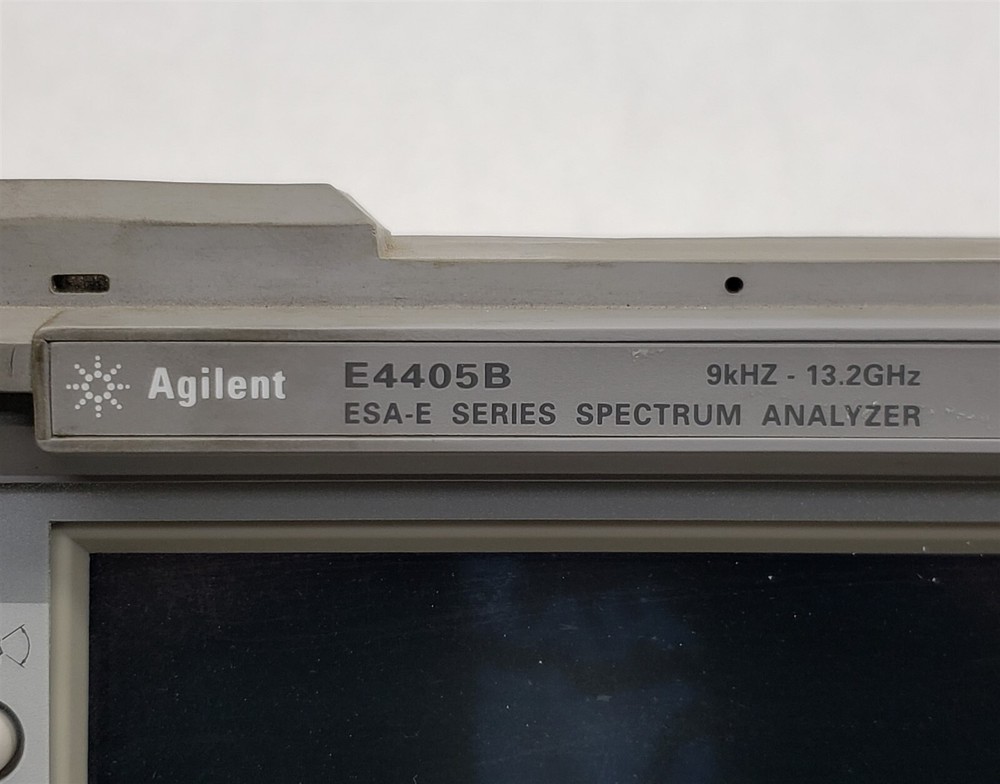 Agilent
E4405B
9kHZ - 13.2GHz
ESA-E SERIES SPECTRUM ANALYZER